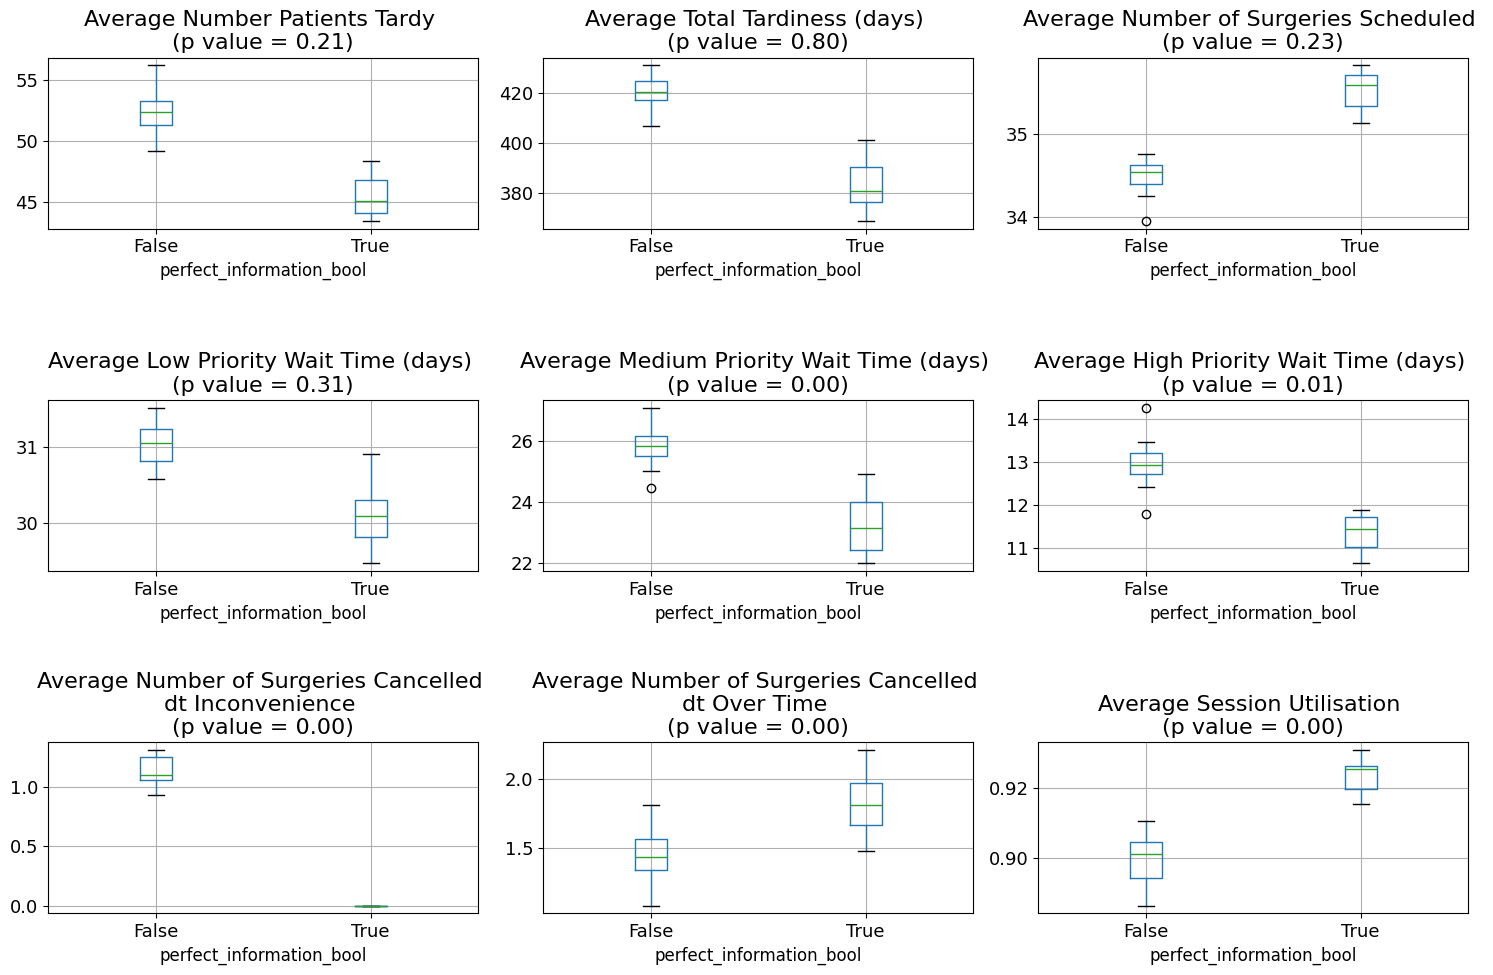 Average Number Patients Tardy
(p value = 0.21)
55
50
45
False
True
perfect_information_bool
Average Total Tardiness (days)
(p value = 0.80)
420
400
380
False
True
perfect_information_bool
Average Number of Surgeries Scheduled
(p value = 0.23)
35
34
False
True
perfect_information_bool
Average Low Priority Wait Time (days)
(p value = 0.31)
31
30
False
True
perfect_information_bool
Average Medium Priority Wait Time (days)
(p value = 0.00)
26
24
22
False
True
perfect_information_bool
Average High Priority Wait Time (days)
(p value = 0.01)
14
13
12
11
False
True
perfect_information_bool
Average Number of Surgeries Cancelled
dt Inconvenience
(p value = 0.00)
1.0
0.5
0.0
False
True
perfect_information_bool
Average Number of Surgeries Cancelled
dt Over Time
(p value = 0.00)
2.0
1.5
False
True
perfect_information_bool
Average Session Utilisation
(p value = 0.00)
0.92
0.90
False
True
perfect_information_bool